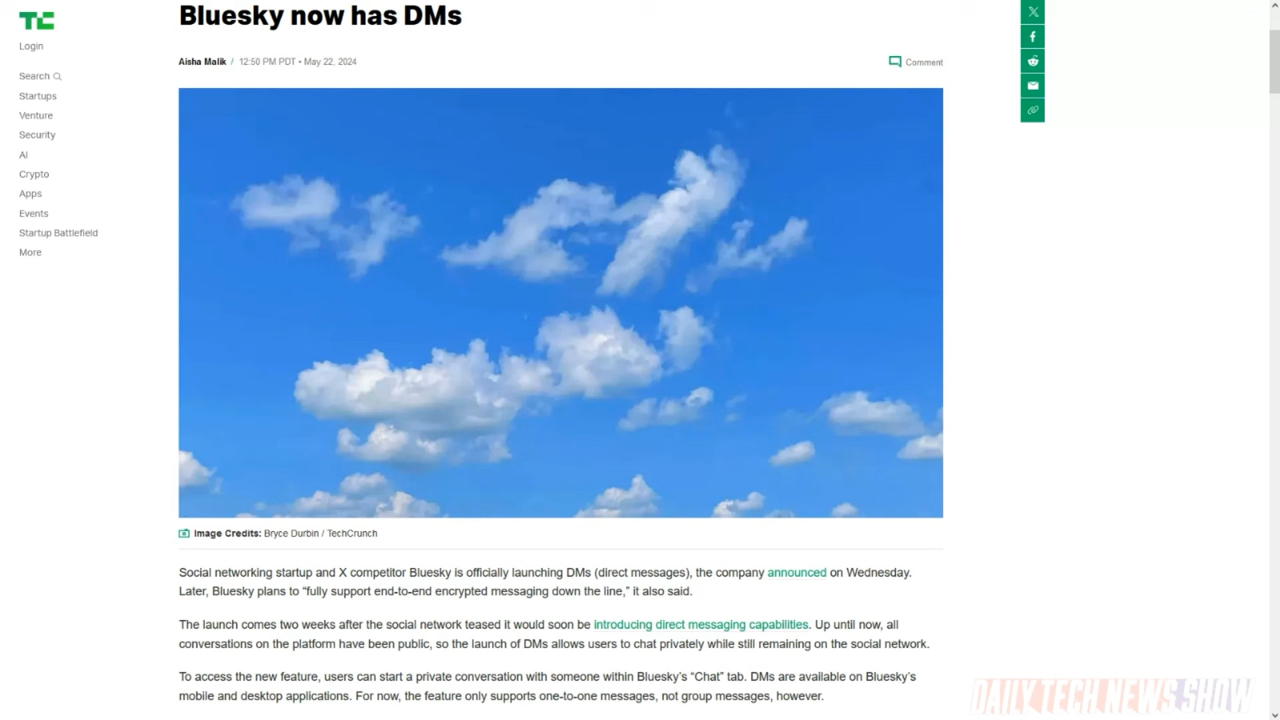 Bluesky now has DMs
TC
Login
Aisha Malik / 12:50 PM PDT • May 22, 2024
Comment
Search
Startups
Venture
Security
AI
Crypto
Apps
Events
Startup Battlefield
More
Image Credits: Bryce Durbin / TechCrunch
Social networking startup and X competitor Bluesky is officially launching DMs (direct messages), the company announced on Wednesday.
Later, Bluesky plans to “fully support end-to-end encrypted messaging down the line,” it also said.
The launch comes two weeks after the social network teased it would soon be introducing direct messaging capabilities. Up until now, all
conversations on the platform have been public, so the launch of DMs allows users to chat privately while still remaining on the social network.
To access the new feature, users can start a private conversation with someone within Bluesky’s “Chat” tab. DMs are available on Bluesky’s
mobile and desktop applications. For now, the feature only supports one-to-one messages, not group messages, however.
DAILY TECH NEWS SHOW